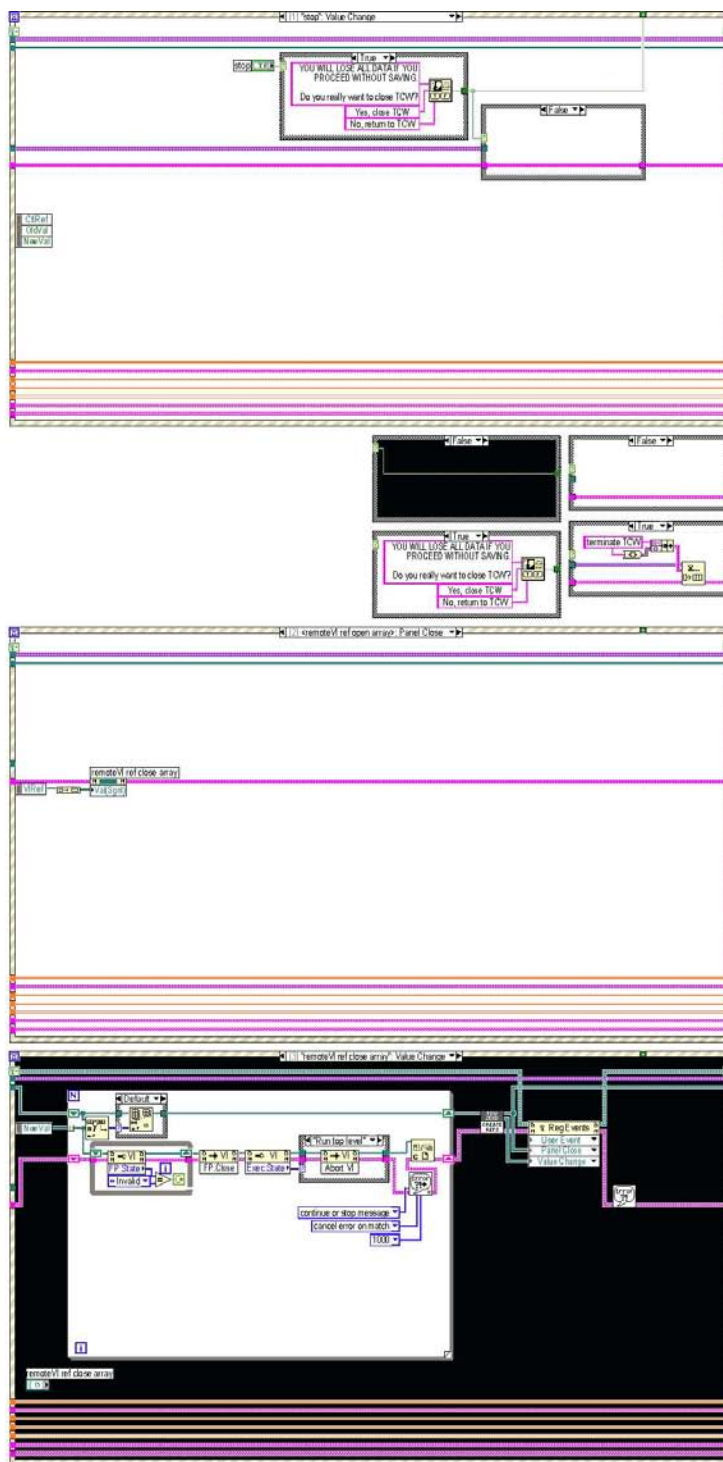 [1] "stop": Value Change
True
stop
TF
YOU WILL LOSE ALL DATA IF YOU
PROCEED WITHOUT SAVING.
Do you really want to close TCW?
Yes, close TCW
No, return to TCW
False
CtlRef
OldVal
NewVal
False
False
True
YOU WILL LOSE ALL DATA IF YOU
PROCEED WITHOUT SAVING.
Do you really want to close TCW?
Yes, close TCW
No, return to TCW
True
terminate TCW
[2] <remoteVI ref open array>: Panel Close
remoteVI ref close array
VIRef
Val(Sgnl)
[3] "remoteVI ref close array": Value Change
N
Default
NewVal
"Run top level"
VI
VI
VI
VI
FP.State
FP.Close
Exec.State
Abort VI
Invalid
i
continue or stop message
cancel error on match
1000
Reg Events
User Event
Panel Close
Value Change
i
remoteVI ref close array